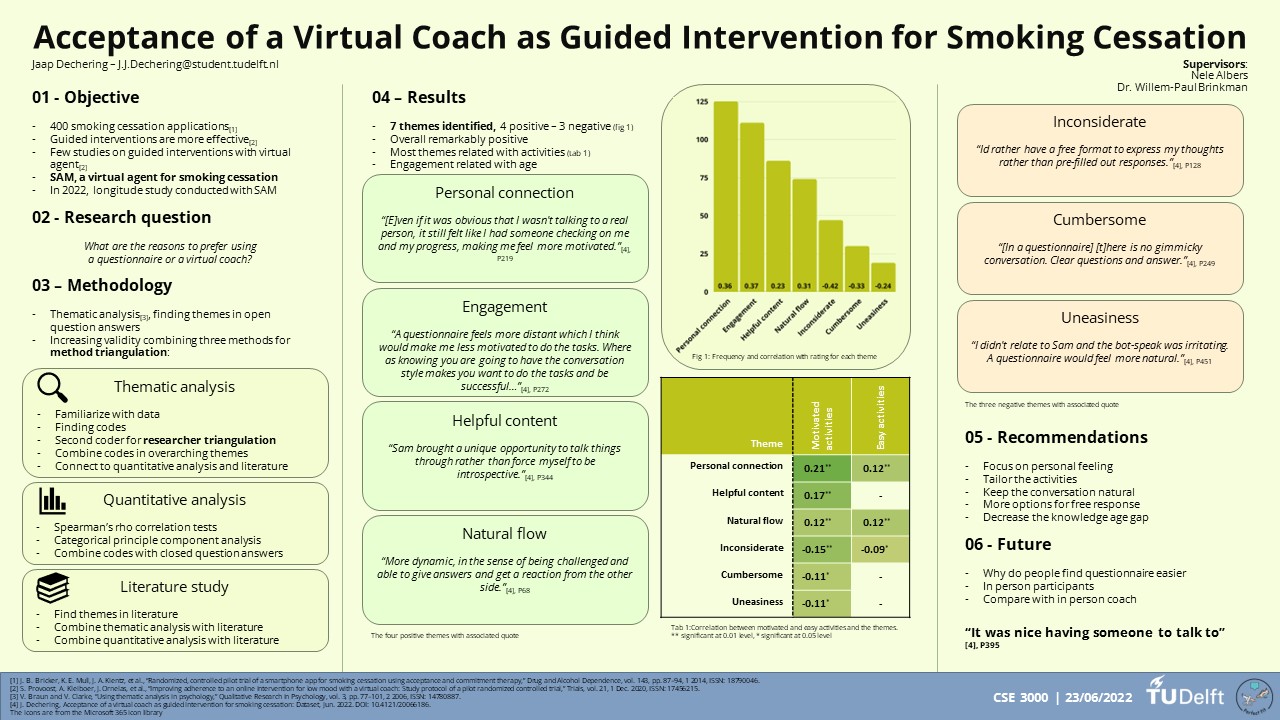 Acceptance of a Virtual Coach as Guided Intervention for Smoking Cessation
Jaap Dechering – J.J.Dechering@student.tudelft.nl
Supervisors:
Nele Albers
Dr. Willem-Paul Brinkman
01 - Objective
- 400 smoking cessation applications[1]
- Guided interventions are more effective[2]
- Few studies on guided interventions with virtual
agent[2]
- SAM, a virtual agent for smoking cessation
- In 2022, longitude study conducted with SAM
02 - Research question
What are the reasons to prefer using
a questionnaire or a virtual coach?
03 – Methodology
- Thematic analysis[3], finding themes in open
question answers
- Increasing validity combining three methods for
method triangulation:
Thematic analysis
- Familiarize with data
- Finding codes
- Second coder for researcher triangulation
- Combine codes in overarching themes
- Connect to quantitative analysis and literature
Quantitative analysis
- Spearman's rho correlation tests
- Categorical principle component analysis
- Combine codes with closed question answers
Literature study
- Find themes in literature
- Combine thematic analysis with literature
- Combine quantitative analysis with literature
04 – Results
- 7 themes identified, 4 positive – 3 negative (fig 1)
- Overall remarkably positive
- Most themes related with activities (tab 1)
- Engagement related with age
Personal connection
“[E]ven if it was obvious that I wasn't talking to a real
person, it still felt like I had someone checking on me
and my progress, making me feel more motivated.”[4],
P219
Engagement
“A questionnaire feels more distant which I think
would make me less motivated to do the tasks. Where
as knowing you are going to have the conversation
style makes you want to do the tasks and be
successful...”[4], P272
Helpful content
“Sam brought a unique opportunity to talk things
through rather than force myself to be
introspective.”[4], P344
Natural flow
“More dynamic, in the sense of being challenged and
able to give answers and get a reaction from the other
side.”[4], P68
The four positive themes with associated quote
125
100
75
50
25
0
0.36 0.37 0.23 0.31 -0.42 -0.33 -0.24
Personal connection Engagement Helpful content Natural flow Inconsiderate Cumbersome Uneasiness
Fig 1: Frequency and correlation with rating for each theme
Theme Motivated activities Easy activities
Personal connection 0.21** 0.12**
Helpful content 0.17** -
Natural flow 0.12** 0.12**
Inconsiderate -0.15** -0.09*
Cumbersome -0.11* -
Uneasiness -0.11* -
Tab 1:Correlation between motivated and easy activities and the themes.
** significant at 0.01 level, * significant at 0.05 level
Inconsiderate
“Id rather have a free format to express my thoughts
rather than pre-filled out responses.”[4], P128
Cumbersome
“[In a questionnaire] [t]here is no gimmicky
conversation. Clear questions and answer.”[4], P249
Uneasiness
“I didn't relate to Sam and the bot-speak was irritating.
A questionnaire would feel more natural.”[4], P451
The three negative themes with associated quote
05 - Recommendations
- Focus on personal feeling
- Tailor the activities
- Keep the conversation natural
- More options for free response
- Decrease the knowledge age gap
06 - Future
- Why do people find questionnaire easier
- In person participants
- Compare with in person coach
“It was nice having someone to talk to”
[4], P395
[1] J. B. Bricker, K.E. Mull, J. A. Kientz, et al., “Randomized, controlled pilot trial of a smartphone app for smoking cessation using acceptance and commitment therapy,” Drug and Alcohol Dependence, vol. 143, pp. 87–94, 1 2014, ISSN: 18790046.
[2] S. Provoost, A. Kleiboer, J. Ornelas, et al., “Improving adherence to an online intervention for low mood with a virtual coach: Study protocol of a pilot randomized controlled trial,” Trials, vol. 21, 1 Dec. 2020, ISSN: 17456215.
[3] V. Braun and V. Clarke, “Using thematic analysis in psychology,” Qualitative Research in Psychology, vol. 3, pp. 77–101, 2 2006, ISSN: 14780887.
[4] J. Dechering, Acceptance of a virtual coach as guided intervention for smoking cessation: Dataset, Jun. 2022. DOI: 10.4121/20066186.
The icons are from the Microsoft 365 icon library
CSE 3000 | 23/06/2022
TUDelft